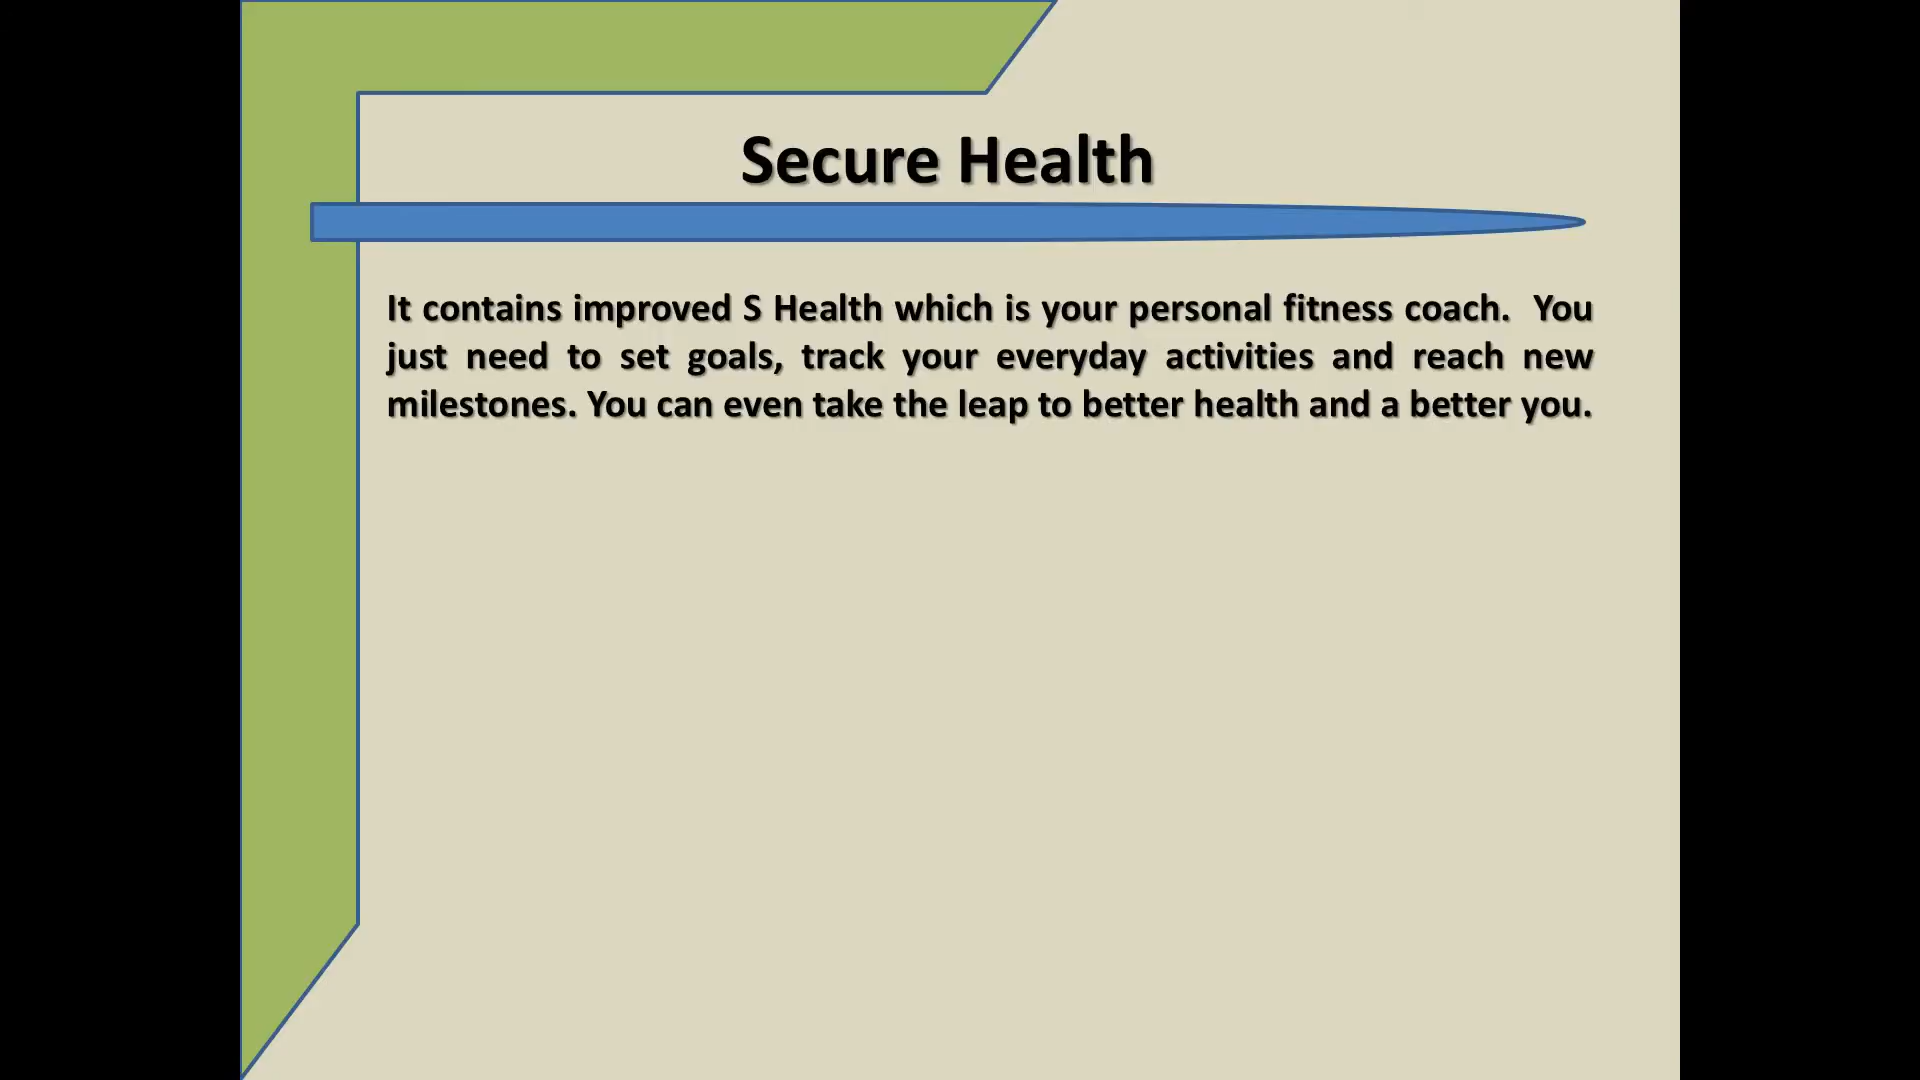 Secure Health
It contains improved S Health which is your personal fitness coach.  You
just need to set goals, track your everyday activities and reach new
milestones. You can even take the leap to better health and a better you.